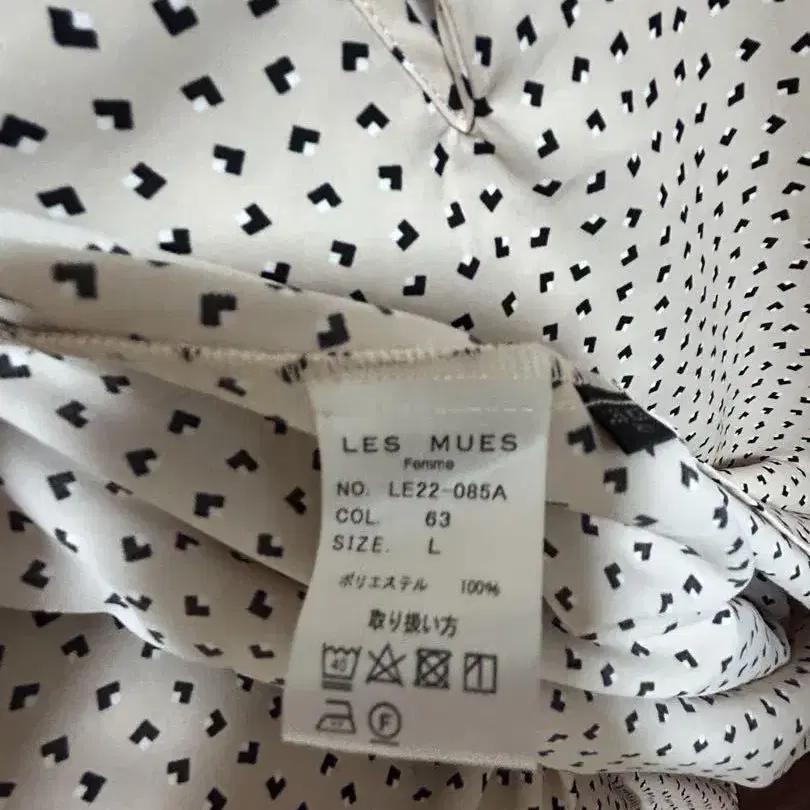 LES MUES
Femme
NO. LE22-085A
COL. 63
SIZE. L
ポリエステル 100%
取り扱い方
40
F